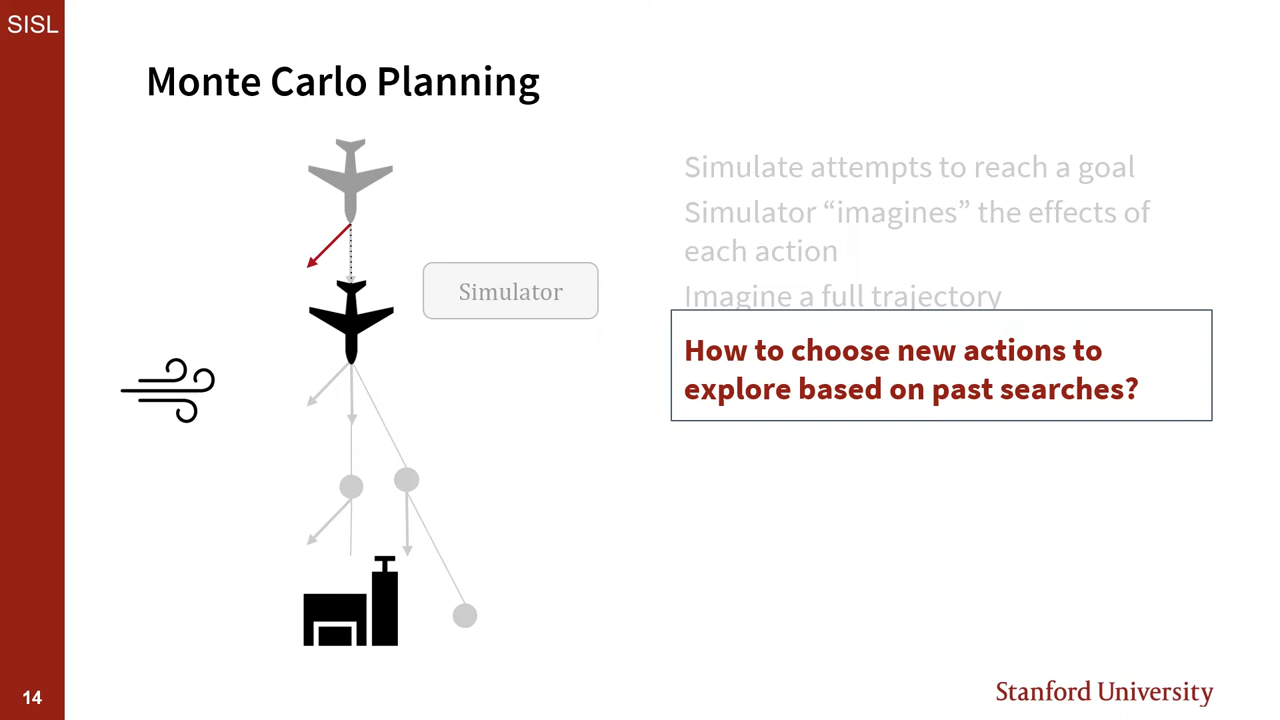 SISL
Monte Carlo Planning
Simulate attempts to reach a goal
Simulator “imagines” the effects of
each action
Simulator
Imagine a full trajectory
How to choose new actions to
explore based on past searches?
14
Stanford University